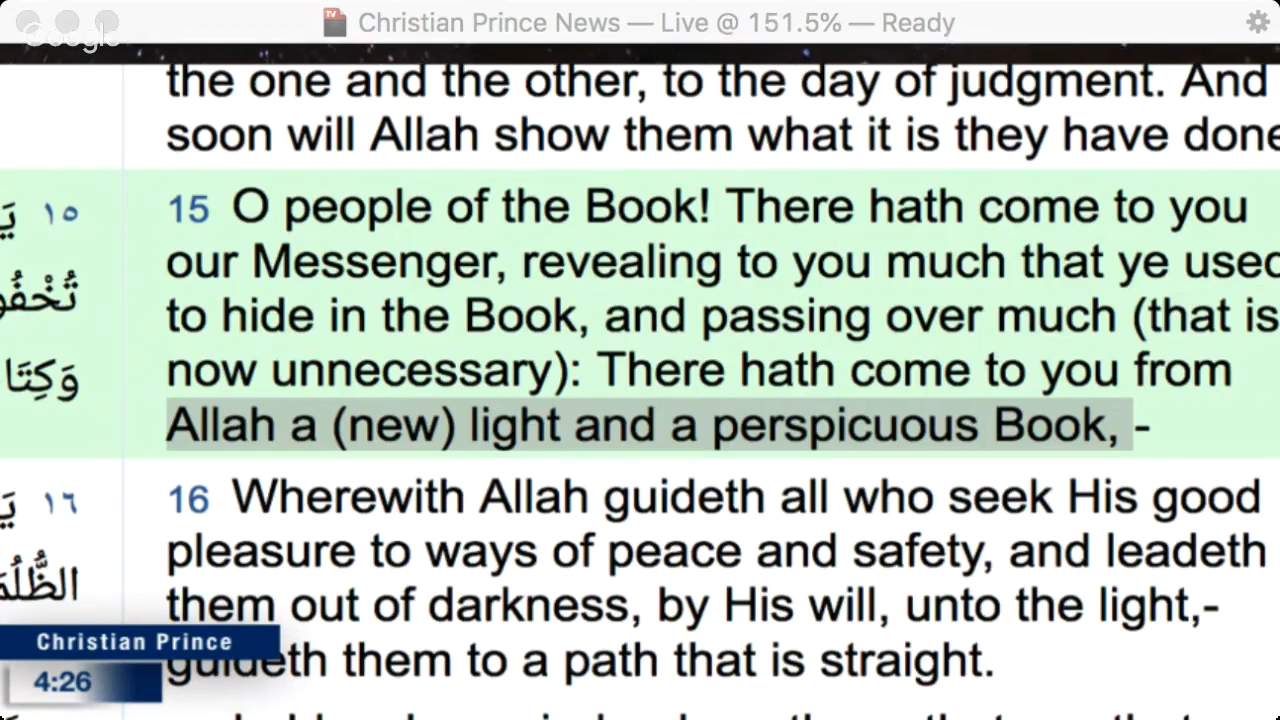 Christian Prince News — Live @ 151.5% — Ready
Google
the one and the other, to the day of judgment. And
soon will Allah show them what it is they have done
١٥ يَ
15 O people of the Book! There hath come to you
our Messenger, revealing to you much that ye used
تُخْفُو
to hide in the Book, and passing over much (that is
وَكِتَا
now unnecessary): There hath come to you from
Allah a (new) light and a perspicuous Book, -
١٦ يَ
16 Wherewith Allah guideth all who seek His good
pleasure to ways of peace and safety, and leadeth
الظُّلُمَ
them out of darkness, by His will, unto the light,-
guideth them to a path that is straight.
Christian Prince
4:26